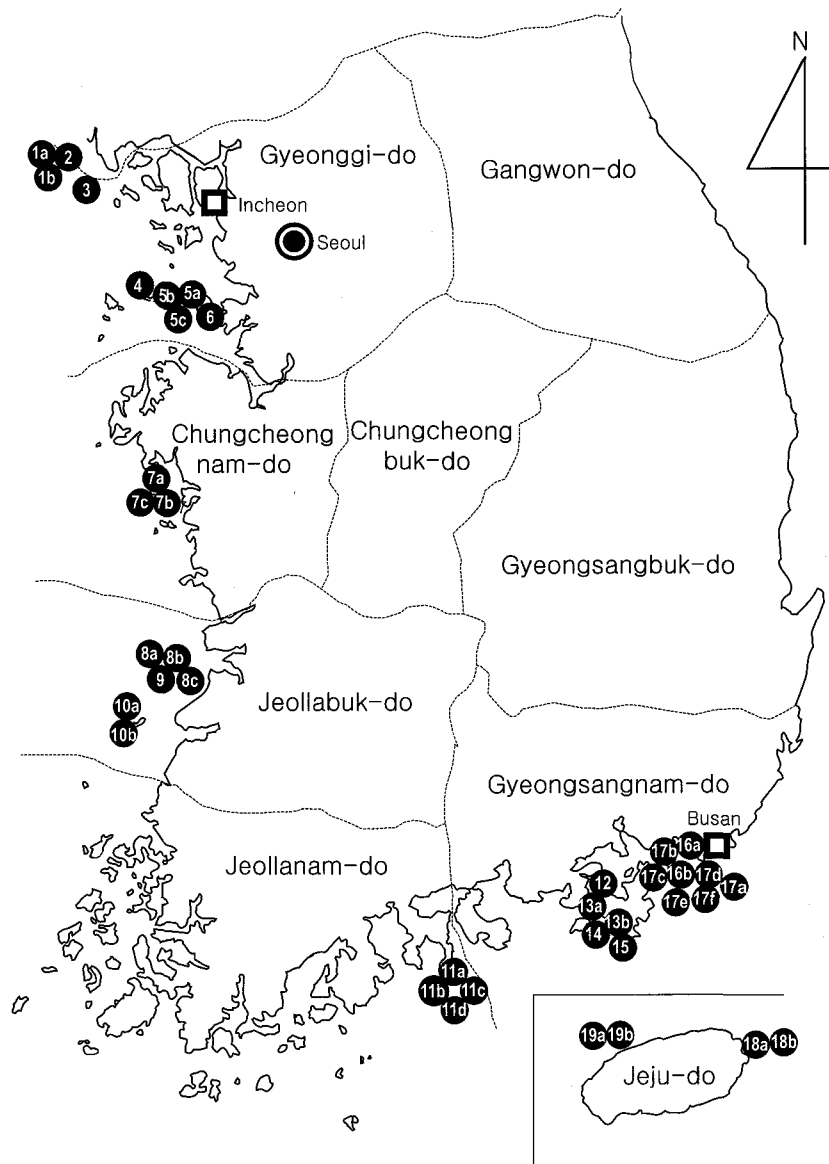 N
Gyeonggi-do
Gangwon-do
1a
2
1b
3
Incheon
Seoul
4
5b
5a
5c
6
Chungcheong
nam-do
Chungcheong
buk-do
7a
7c
7b
Gyeongsangbuk-do
8a
8b
9
8c
10a
10b
Jeollabuk-do
Gyeongsangnam-do
Busan
17b
16a
17c
16b
17d
17a
17e
17f
12
13a
13b
14
15
Jeollanam-do
11a
11b
11c
11d
19a
19b
18a
18b
Jeju-do